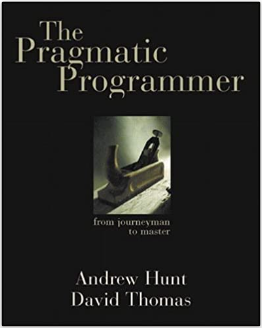 The
Pragmatic
Programmer
from journeyman
to master
Andrew Hunt
David Thomas